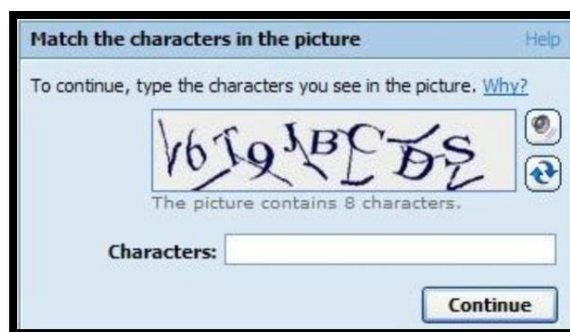 Match the characters in the picture Help
To continue, type the characters you see in the picture. Why?
The picture contains 8 characters.
Characters:
Continue